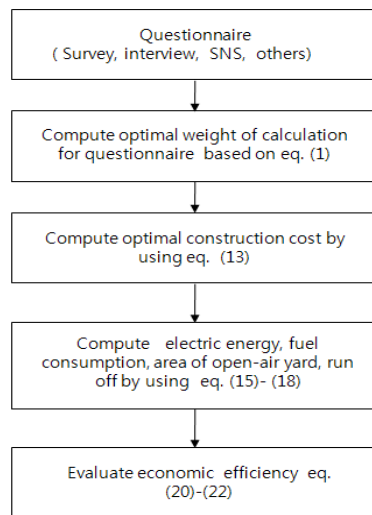 Questionnaire
( Survey, interview, SNS, others)
Compute optimal weight of calculation
for questionnaire based on eq. (1)
Compute optimal construction cost by
using eq. (13)
Compute electric energy, fuel
consumption, area of open-air yard, run
off by using eq. (15)- (18)
Evaluate economic efficiency eq.
(20)-(22)